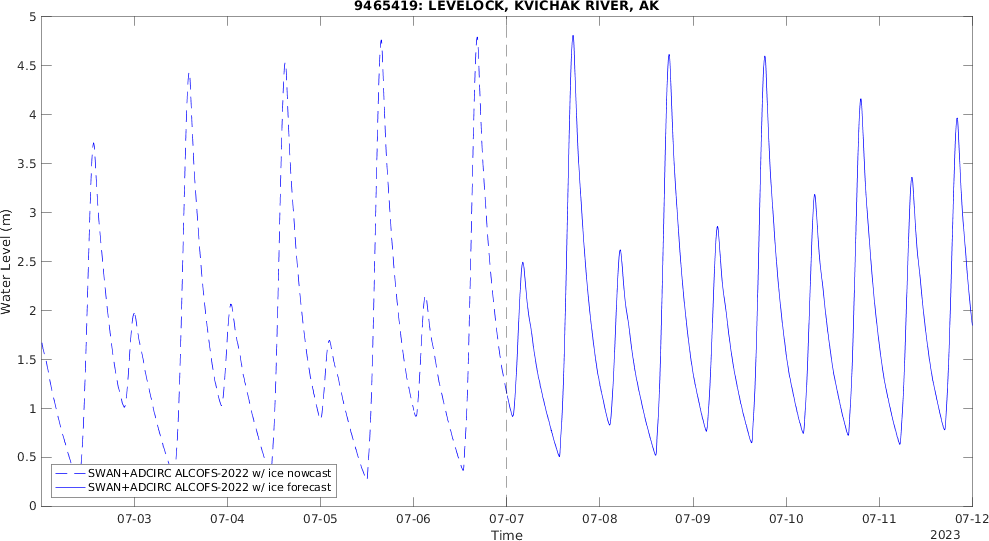 9465419: LEVELOCK, KVICHAK RIVER, AK
5
4.5
4
3.5
3
2.5
2
1.5
1
0.5
0
Water Level (m)
SWAN+ADCIRC ALCOFS-2022 w/ ice nowcast
SWAN+ADCIRC ALCOFS-2022 w/ ice forecast
07-03 07-04 07-05 07-06 07-07 07-08 07-09 07-10 07-11 07-12
Time
2023